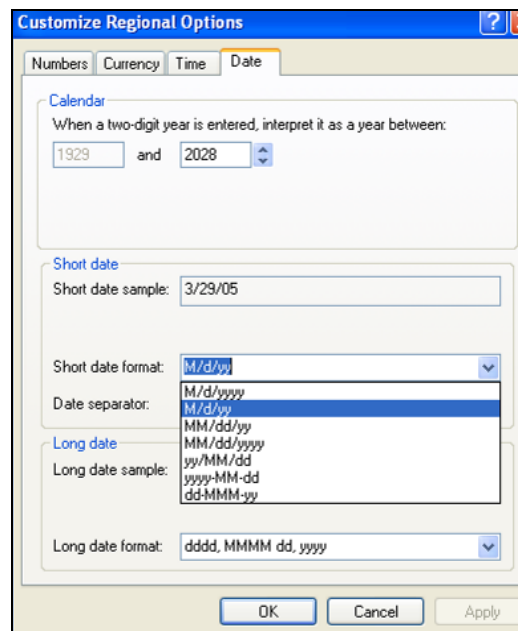 Customize Regional Options
Numbers Currency Time Date
Calendar
When a two-digit year is entered, interpret it as a year between:
1929 and 2028
Short date
Short date sample: 3/29/05
Short date format: M/d/yy
M/d/yyyy
Date separator: M/d/yy
MM/dd/yy
Long date MM/dd/yyyy
yy/MM/dd
Long date sample: yyyy-MM-dd
dd-MMM-yy
Long date format: dddd, MMMM dd, yyyy
OK Cancel Apply